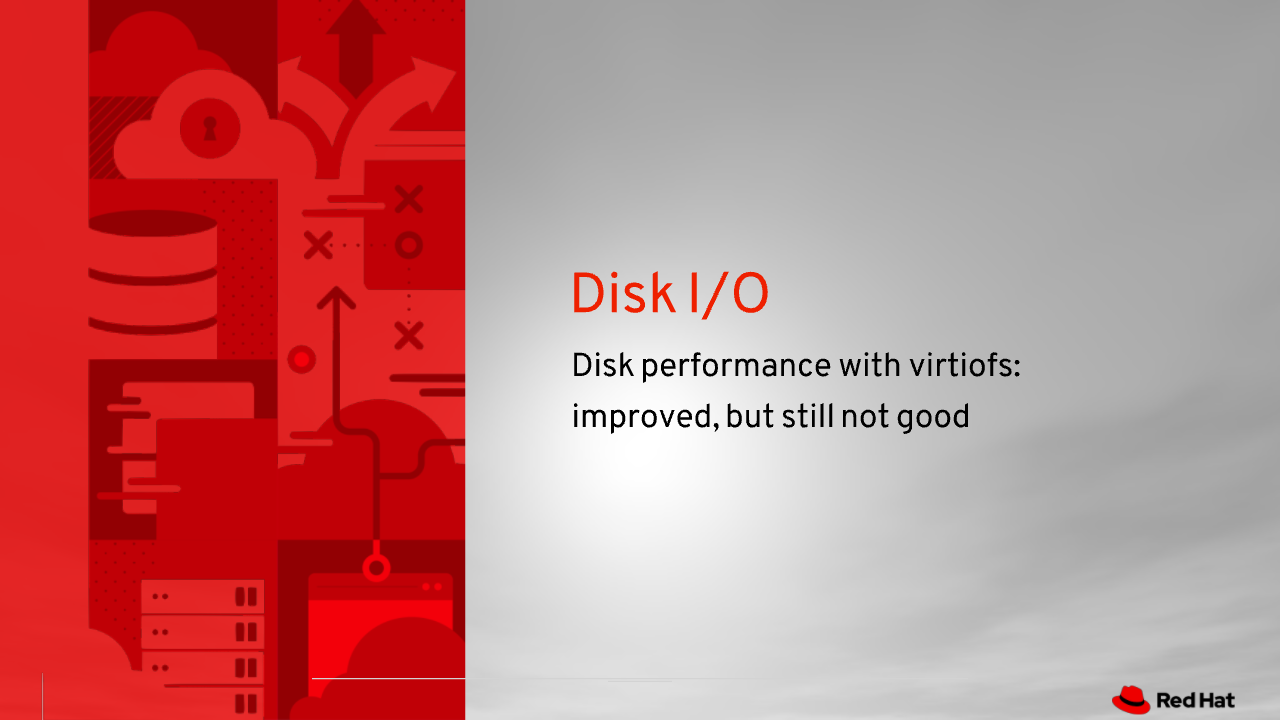 Disk I/O
Disk performance with virtiofs:
improved, but still not good
Red Hat